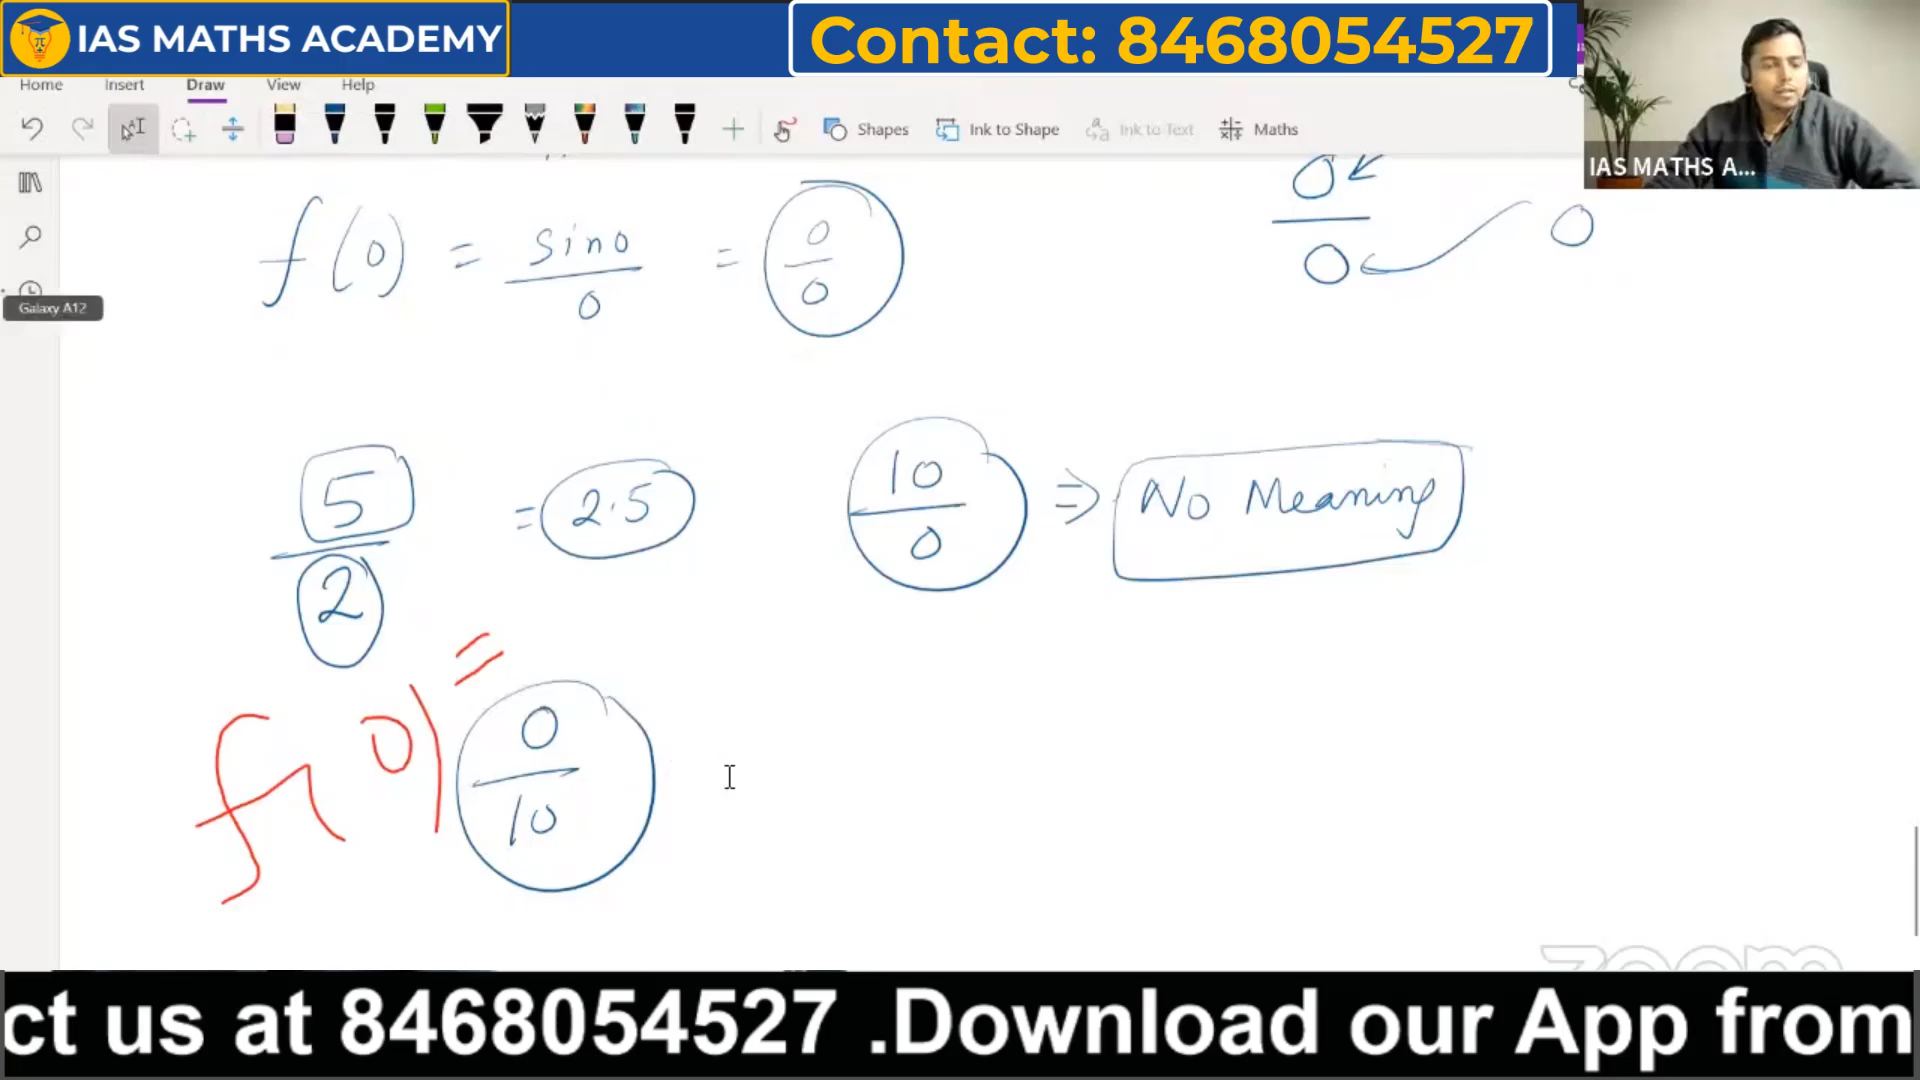 IAS MATHS ACADEMY
Contact: 8468054527
Home Insert Draw View Help
Shapes Ink to Shape Ink to Text Maths
IAS MATHS A...
f(0) = sin0 / 0 = 0/0
0/0 0
Galaxy A12
5/2 = 2.5
10/0 ⇒ No Meaning
f(0) = 0/10
zoom
ct us at 8468054527 .Download our App from